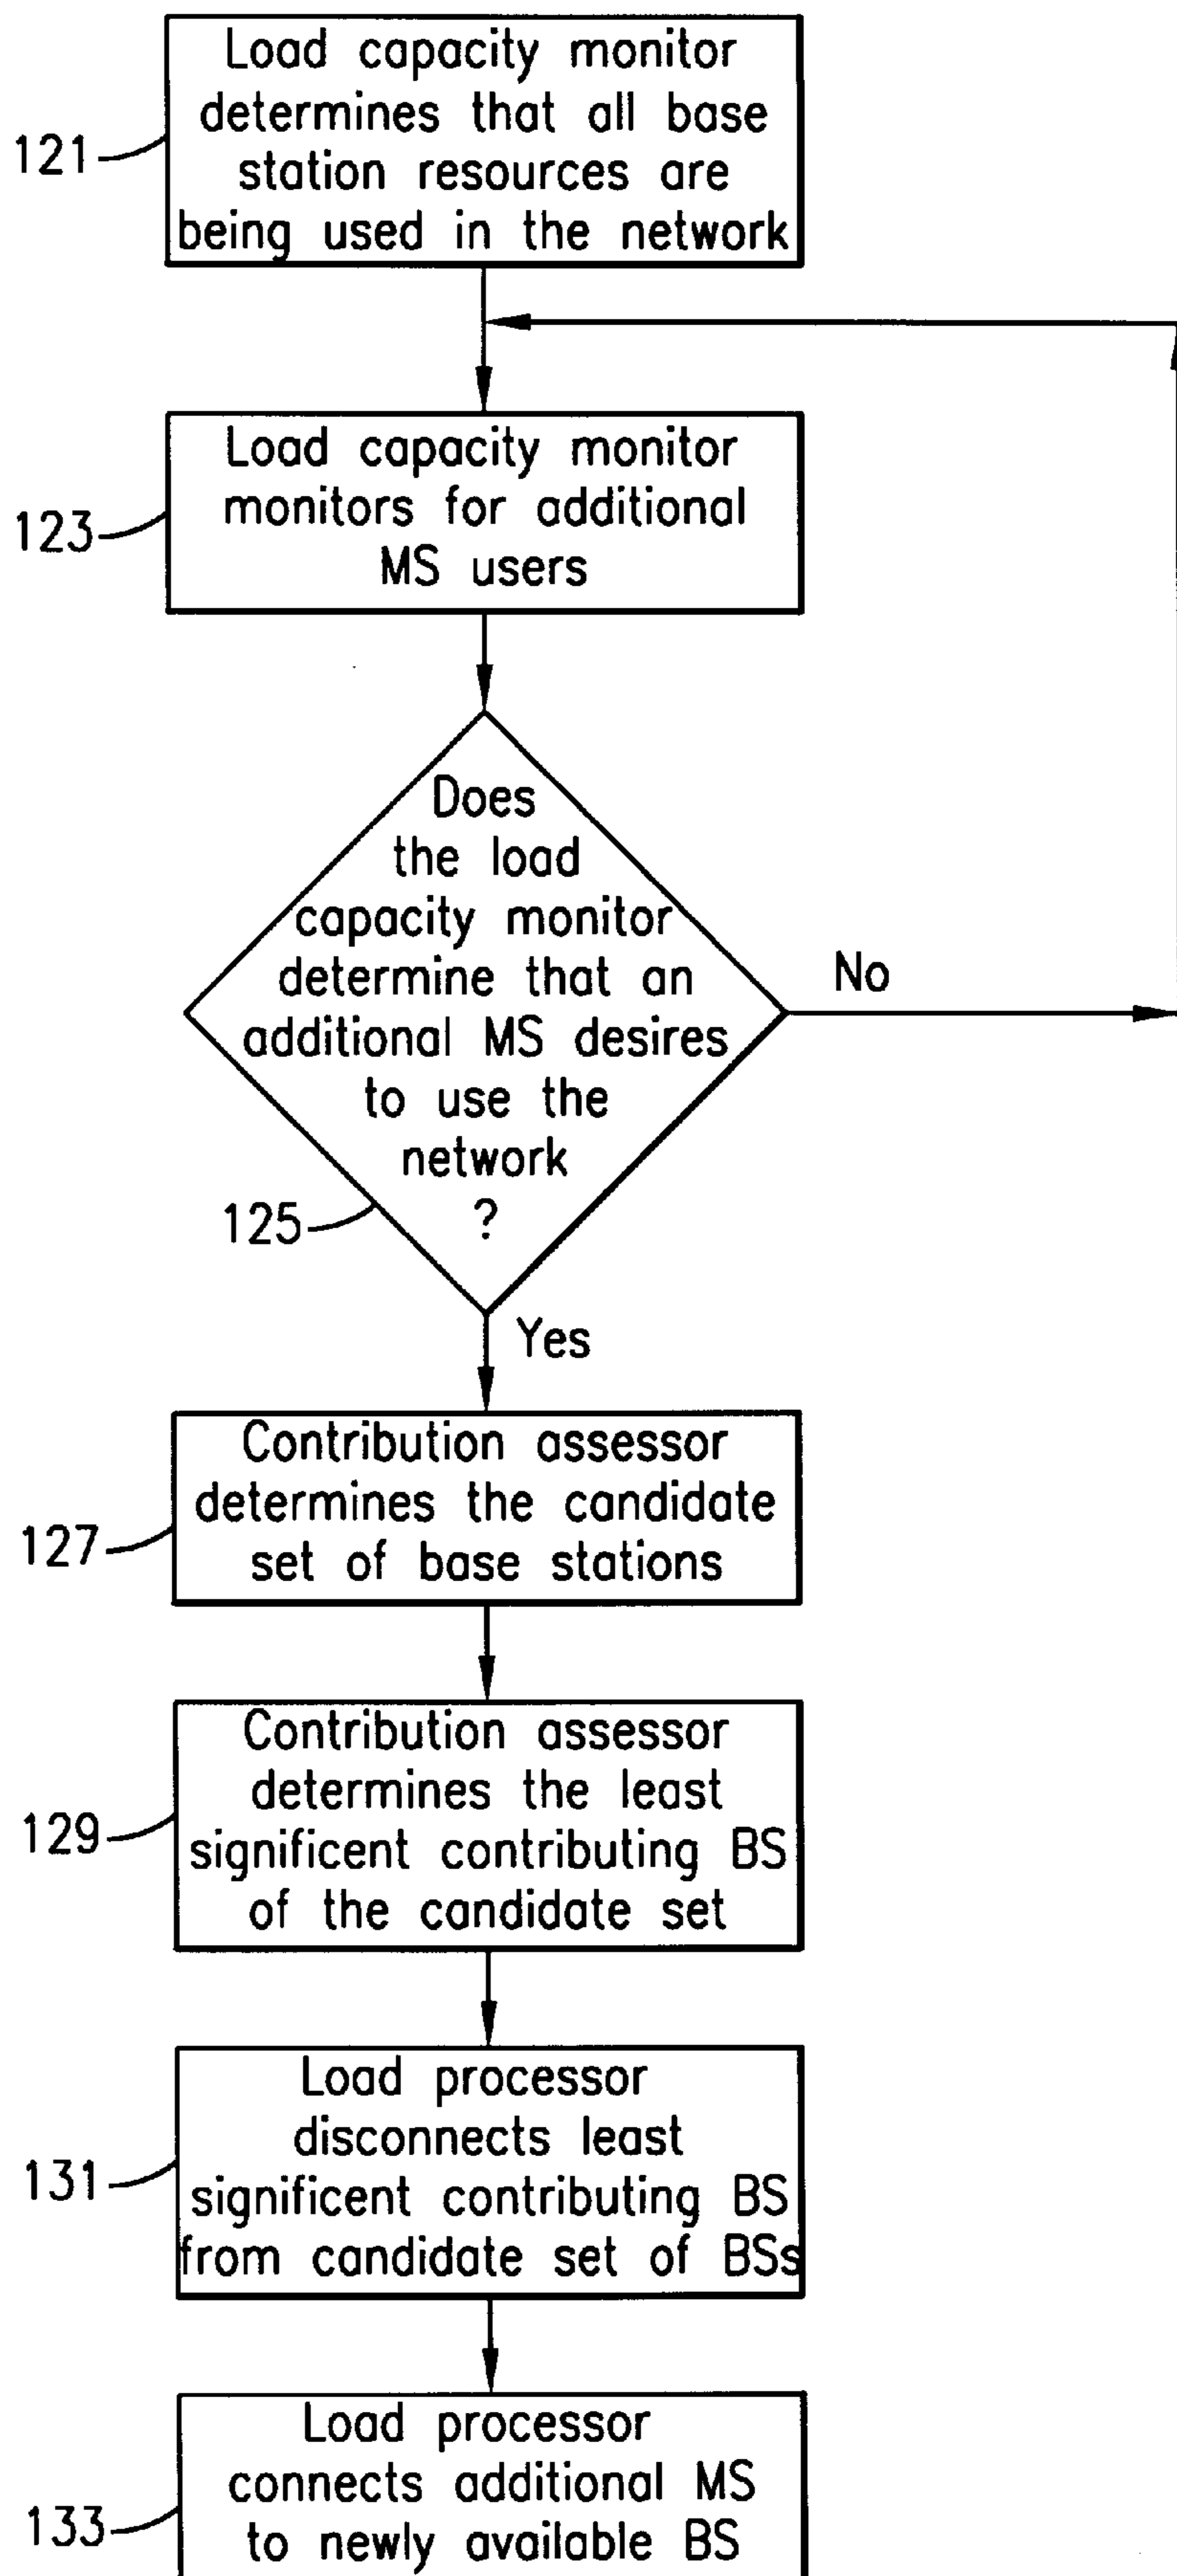 Load capacity monitor
determines that all base
station resources are
being used in the network
121
Load capacity monitor
monitors for additional
MS users
123
Does
the load
capacity monitor
determine that an
additional MS desires
to use the
network
?
125
No
Yes
Contribution assessor
determines the candidate
set of base stations
127
Contribution assessor
determines the least
significent contributing BS
of the candidate set
129
Load processor
disconnects least
significent contributing BS
from candidate set of BSs
131
Load processor
connects additional MS
to newly available BS
133